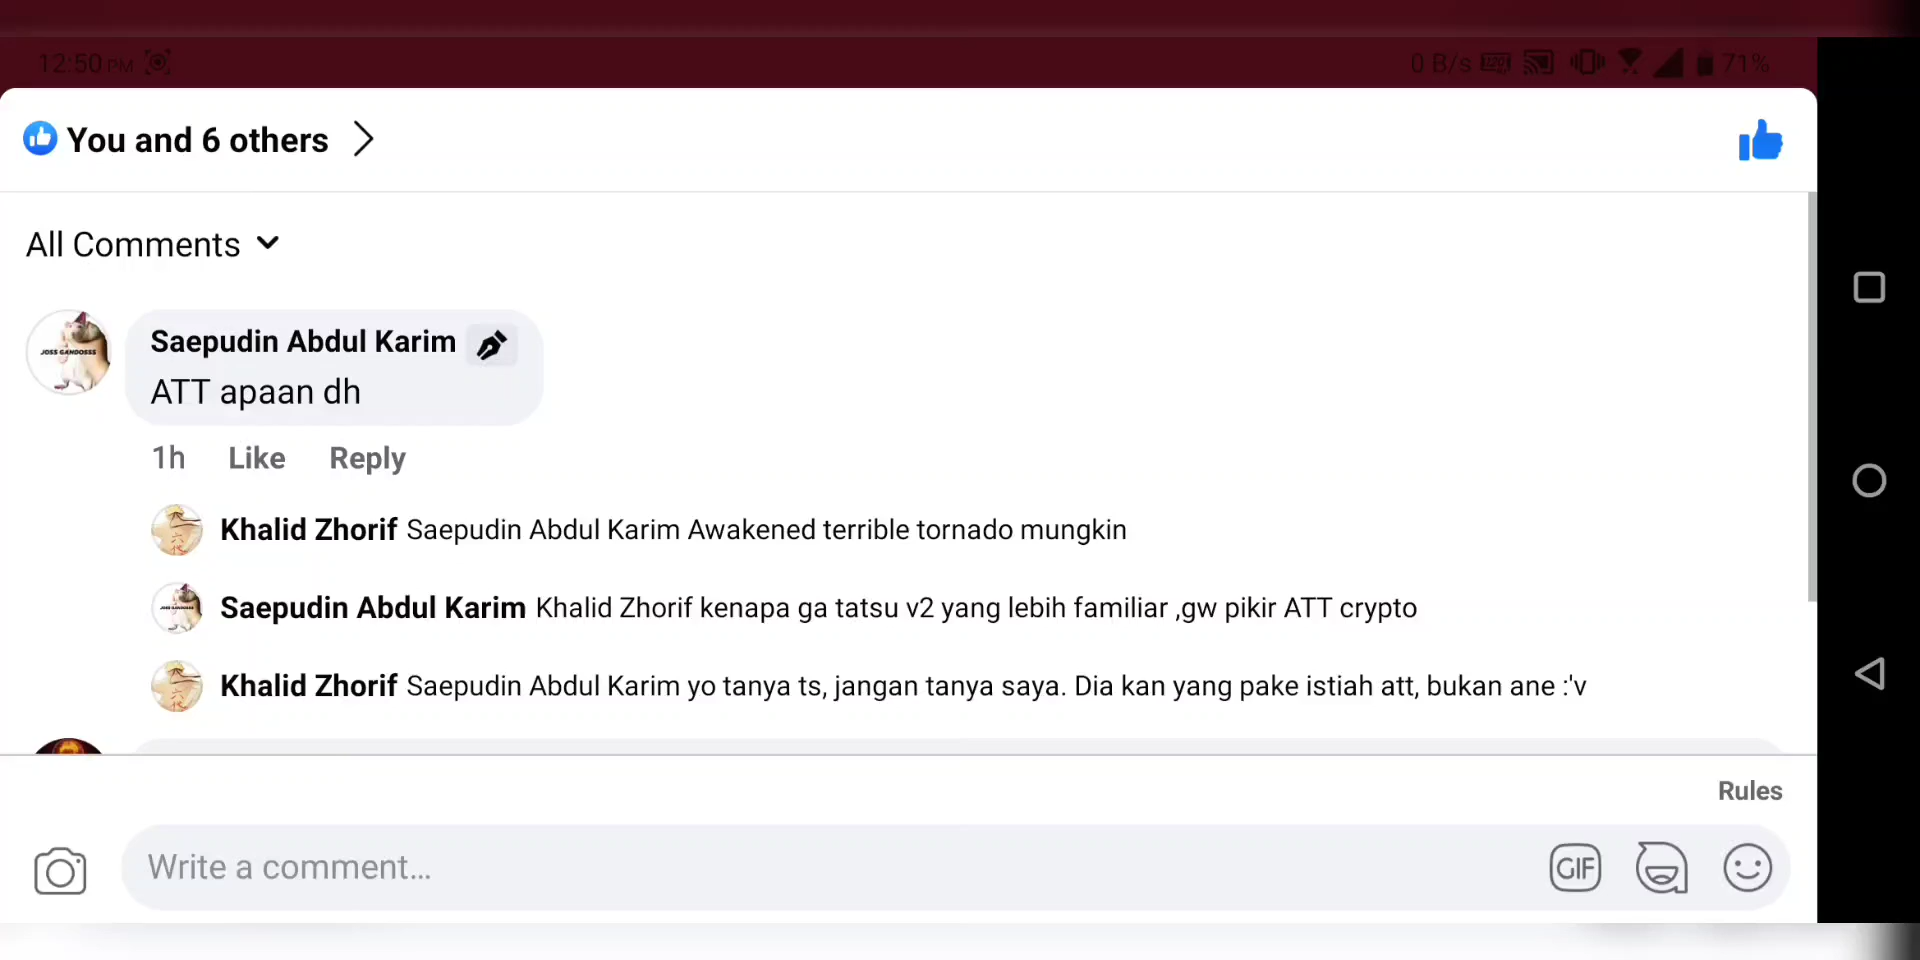 12:50 PM
0 B/s 71%
You and 6 others
All Comments
JOSS GANDOSSS
Saepudin Abdul Karim
ATT apaan dh
1h Like Reply
Khalid Zhorif Saepudin Abdul Karim Awakened terrible tornado mungkin
Saepudin Abdul Karim Khalid Zhorif kenapa ga tatsu v2 yang lebih familiar ,gw pikir ATT crypto
Khalid Zhorif Saepudin Abdul Karim yo tanya ts, jangan tanya saya. Dia kan yang pake istiah att, bukan ane :'v
Rules
Write a comment...
GIF